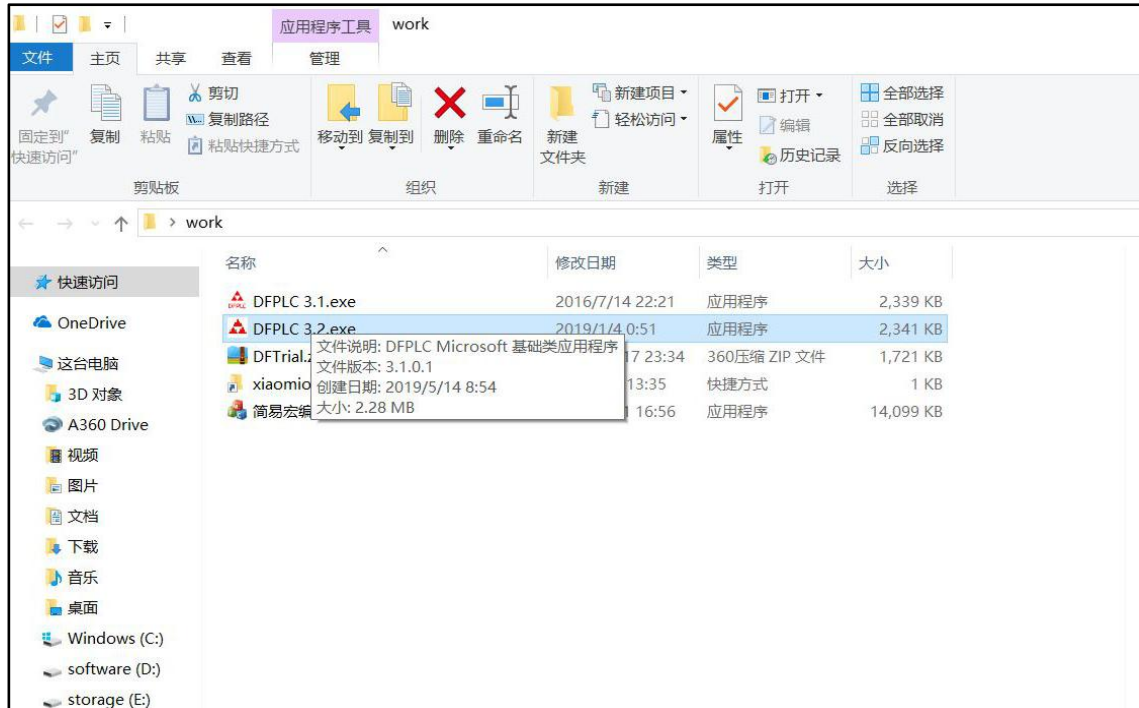 应用程序工具 work
文件 主页 共享 查看 管理
固定到"快速访问" 复制 粘贴 剪切 复制路径 粘贴快捷方式 移动到 复制到 删除 重命名 新建文件夹 新建项目 轻松访问 属性 打开 编辑 历史记录 全部选择 全部取消 反向选择
剪贴板 组织 新建 打开 选择
work
名称 修改日期 类型 大小
快速访问
OneDrive
这台电脑
3D 对象
A360 Drive
视频
图片
文档
下载
音乐
桌面
Windows (C:)
software (D:)
storage (E:)
DFPLC 3.1.exe 2016/7/14 22:21 应用程序 2,339 KB
DFPLC 3.2.exe 2019/1/4 0:51 应用程序 2,341 KB
DFTrial.z 17 23:34 360压缩 ZIP 文件 1,721 KB
xiaomio 13:35 快捷方式 1 KB
简易宏编 16:56 应用程序 14,099 KB
文件说明: DFPLC Microsoft 基础类应用程序
文件版本: 3.1.0.1
创建日期: 2019/5/14 8:54
大小: 2.28 MB